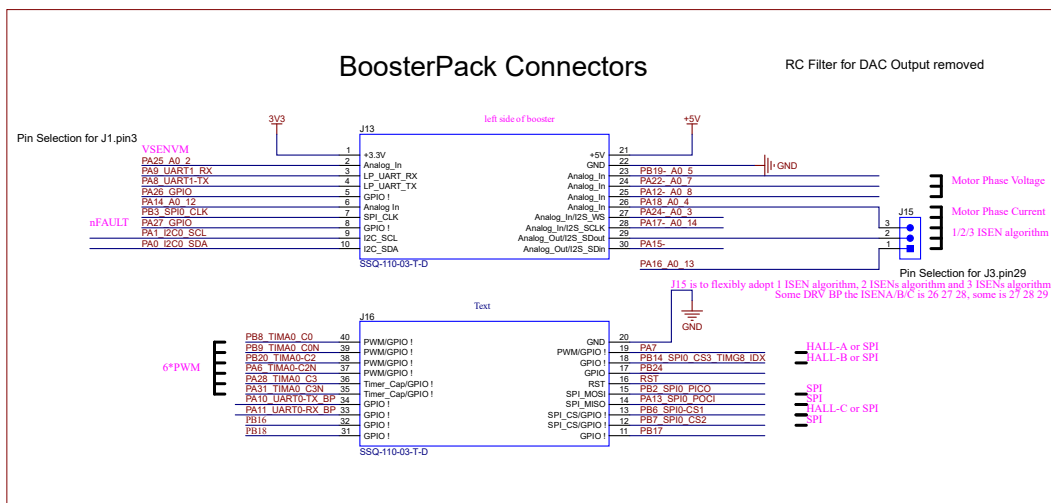 BoosterPack Connectors
RC Filter for DAC Output removed
Pin Selection for J1.pin3
3V3
J13
left side of booster
+5V
VSENVM
1 +3.3V
+5V 21
PA25_A0_2 2 Analog_In
GND 22
GND
PA9_UART1_RX 3 LP_UART_RX
Analog_In 23 PB19-_A0_5
PA8_UART1-TX 4 LP_UART_TX
Analog_In 24 PA22-_A0_7
Motor Phase Voltage
PA26_GPIO 5 GPIO !
Analog_In 25 PA12-_A0_8
PA14_A0_12 6 Analog In
Analog_In 26 PA18_A0_4
PB3_SPI0_CLK 7 SPI_CLK
Analog_In/I2S_WS 27 PA24-_A0_3
J15
Motor Phase Current
nFAULT
PA27_GPIO 8 GPIO !
Analog_In/I2S_SCLK 28 PA17-_A0_14
3
PA1_I2C0_SCL 9 I2C_SCL
Analog_Out/I2S_SDout 29
2
1/2/3 ISEN algorithm
PA0_I2C0_SDA 10 I2C_SDA
Analog_Out/I2S_SDin 30 PA15-
1
SSQ-110-03-T-D
PA16_A0_13
Pin Selection for J3.pin29
J15 is to flexibly adopt 1 ISEN algorithm, 2 ISENs algorithm and 3 ISENs algorithm
Some DRV BP the ISENA/B/C is 26 27 28, some is 27 28 29
Text
J16
GND
PB8_TIMA0_C0 40 PWM/GPIO !
GND 20
PB9_TIMA0_C0N 39 PWM/GPIO !
PWM/GPIO ! 19 PA7
HALL-A or SPI
PB20_TIMA0-C2 38 PWM/GPIO !
GPIO ! 18 PB14_SPI0_CS3_TIMG8_IDX
HALL-B or SPI
6*PWM
PA6_TIMA0-C2N 37 PWM/GPIO !
GPIO 17 PB24
PA28_TIMA0_C3 36 Timer_Cap/GPIO !
RST 16 RST
PA31_TIMA0_C3N 35 Timer_Cap/GPIO !
SPI_MOSI 15 PB2_SPI0_PICO
SPI
PA10_UART0-TX_BP 34 GPIO !
SPI_MISO 14 PA13_SPI0_POCI
SPI
PA11_UART0-RX_BP 33 GPIO !
SPI_CS/GPIO ! 13 PB6_SPI0-CS1
HALL-C or SPI
PB16 32 GPIO !
SPI_CS/GPIO ! 12 PB7_SPI0_CS2
SPI
PB18 31 GPIO !
GPIO ! 11 PB17
SSQ-110-03-T-D